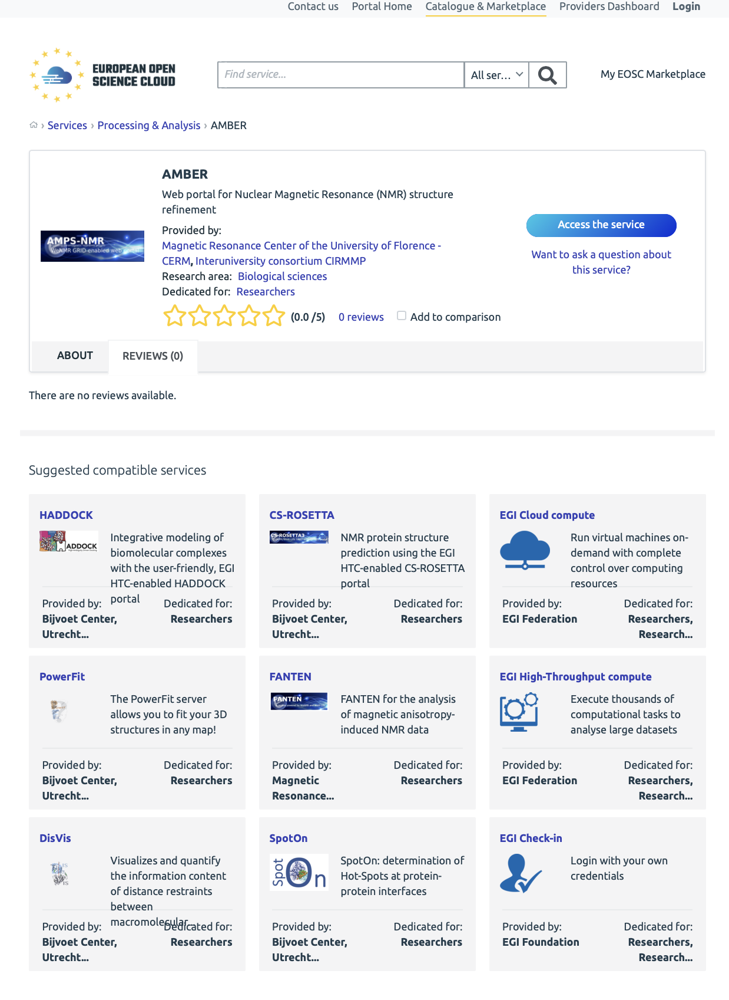 Contact us Portal Home Catalogue & Marketplace Providers Dashboard Login
EUROPEAN OPEN
SCIENCE CLOUD
Find service...
All ser...
My EOSC Marketplace
› Services › Processing & Analysis › AMBER
AMPS-NMR
WeNMR GRID-enabled web portal
AMBER
Web portal for Nuclear Magnetic Resonance (NMR) structure
refinement
Provided by:
Magnetic Resonance Center of the University of Florence -
CERM, Interuniversity consortium CIRMMP
Research area: Biological sciences
Dedicated for: Researchers
(0.0 /5) 0 reviews Add to comparison
Access the service
Want to ask a question about
this service?
ABOUT REVIEWS (0)
There are no reviews available.
Suggested compatible services
HADDOCK
ADDOCK
Integrative modeling of
biomolecular complexes
with the user-friendly, EGI
HTC-enabled HADDOCK
portal
Provided by:
Bijvoet Center,
Utrecht...
Dedicated for:
Researchers
CS-ROSETTA
CS-ROSETTA3
NMR protein structure
prediction using the EGI
HTC-enabled CS-ROSETTA
portal
Provided by:
Bijvoet Center,
Utrecht...
Dedicated for:
Researchers
EGI Cloud compute
Run virtual machines on-
demand with complete
control over computing
resources
Provided by:
EGI Federation
Dedicated for:
Researchers,
Research...
PowerFit
The PowerFit server
allows you to fit your 3D
structures in any map!
Provided by:
Bijvoet Center,
Utrecht...
Dedicated for:
Researchers
FANTEN
FANTEN
FANTEN for the analysis
of magnetic anisotropy-
induced NMR data
Provided by:
Magnetic
Resonance...
Dedicated for:
Researchers
EGI High-Throughput compute
Execute thousands of
computational tasks to
analyse large datasets
Provided by:
EGI Federation
Dedicated for:
Researchers,
Research...
DisVis
Visualizes and quantify
the information content
of distance restraints
between
macromolecular...
Provided by:
Bijvoet Center,
Utrecht...
Dedicated for:
Researchers
SpotOn
Spot
On
SpotOn: determination of
Hot-Spots at protein-
protein interfaces
Provided by:
Bijvoet Center,
Utrecht...
Dedicated for:
Researchers
EGI Check-in
Login with your own
credentials
Provided by:
EGI Foundation
Dedicated for:
Researchers,
Research...